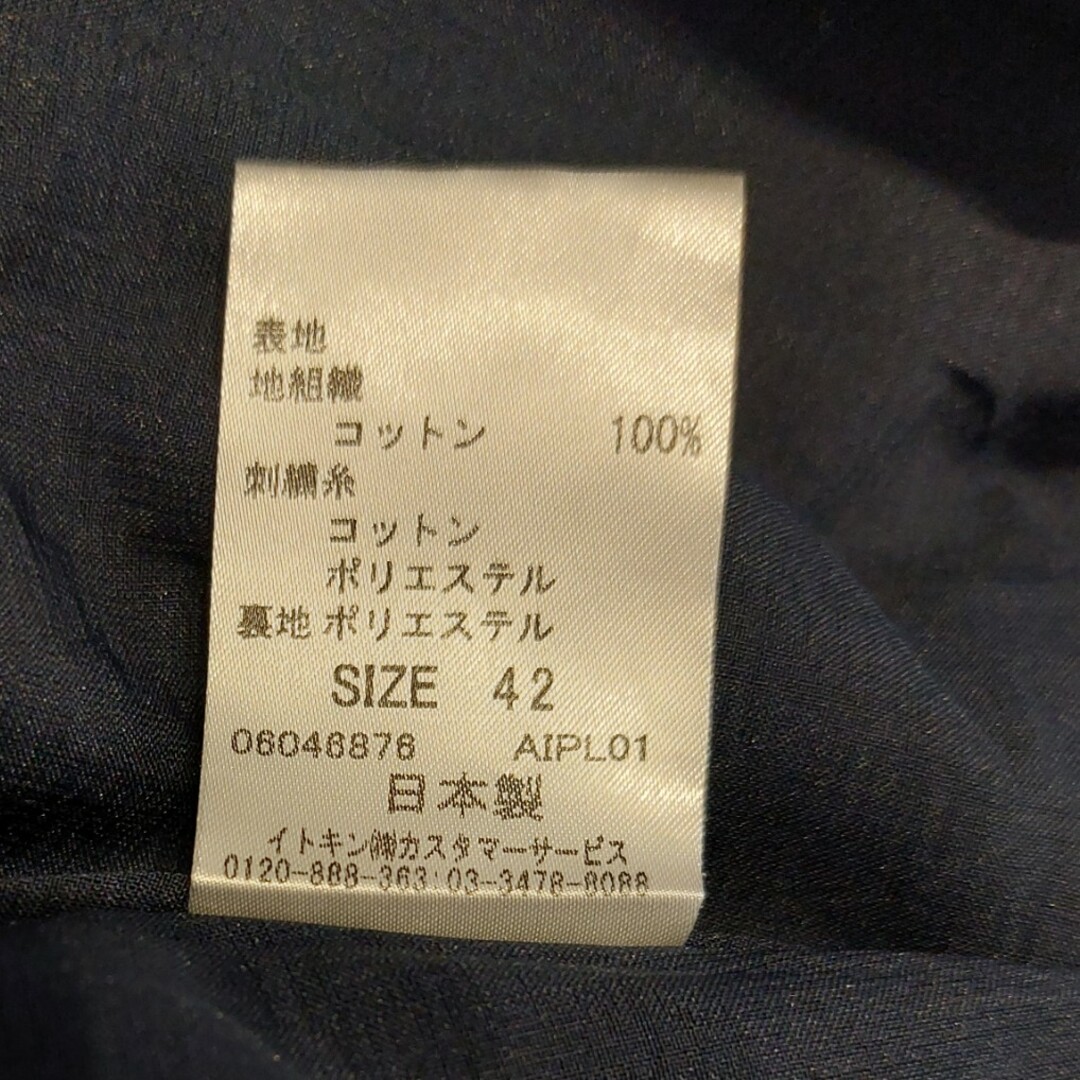 表地
地組織
コットン 100%
刺繍糸
コットン
ポリエステル
裏地 ポリエステル
SIZE 42
06046876 AIPL01
日本製
イトキン㈱カスタマーサービス
0120-888-363:03-3478-8088